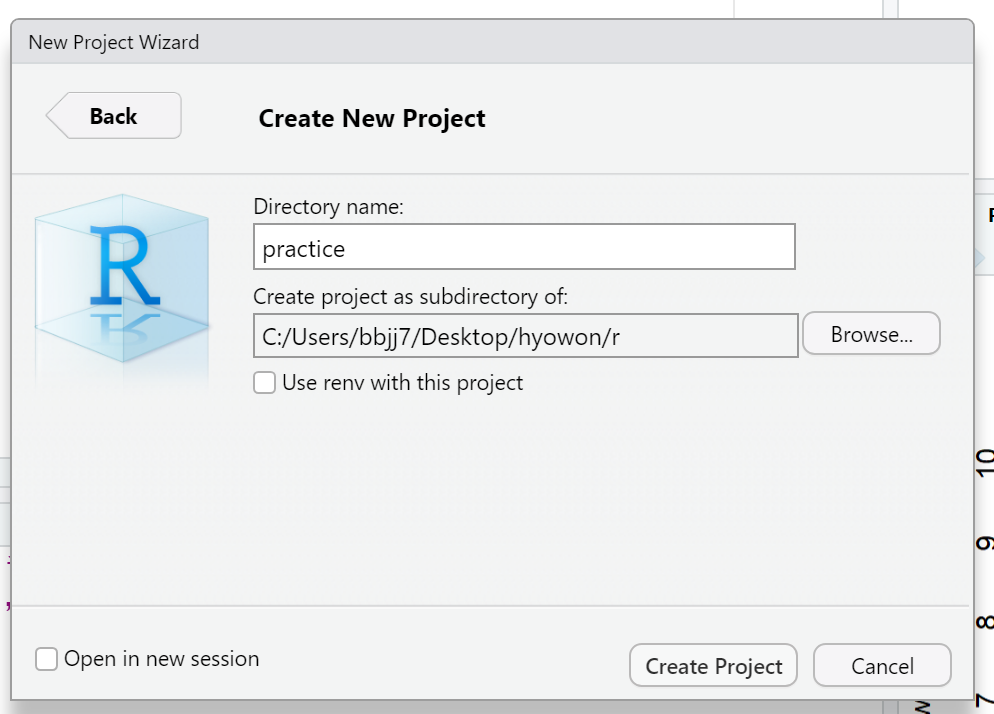 New Project Wizard
Back
Create New Project
R
Directory name:
practice
Create project as subdirectory of:
C:/Users/bbjj7/Desktop/hyowon/r
Browse...
Use renv with this project
10
9
8
7
Open in new session
Create Project
Cancel